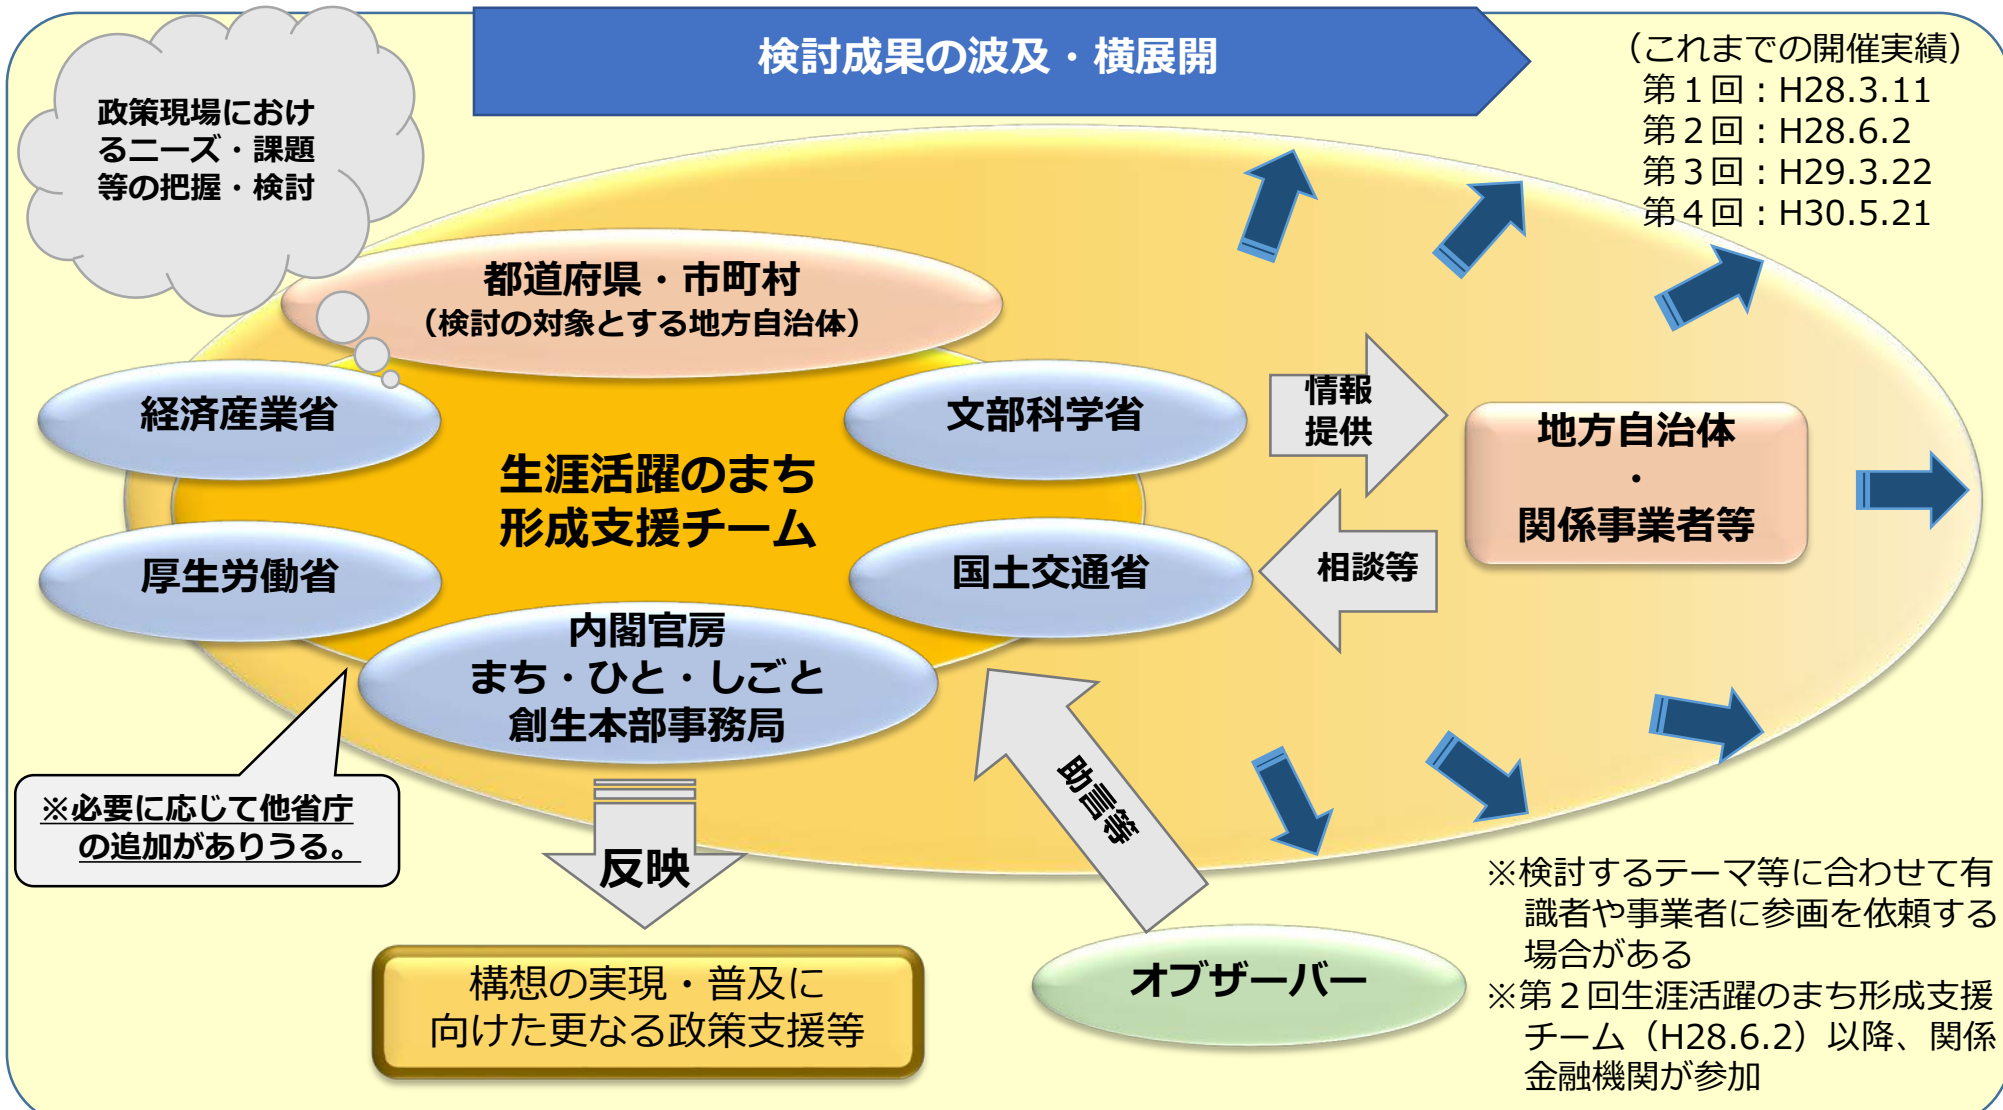 検討成果の波及・横展開
（これまでの開催実績）
第１回：H28.3.11
第２回：H28.6.2
第３回：H29.3.22
第４回：H30.5.21
政策現場におけ
るニーズ・課題
等の把握・検討
都道府県・市町村
（検討の対象とする地方自治体）
経済産業省
文部科学省
生涯活躍のまち
形成支援チーム
厚生労働省
国土交通省
内閣官房
まち・ひと・しごと
創生本部事務局
情報
提供
相談等
地方自治体
・
関係事業者等
※必要に応じて他省庁
の追加がありうる。
反映
助言等
構想の実現・普及に
向けた更なる政策支援等
オブザーバー
※検討するテーマ等に合わせて有
識者や事業者に参画を依頼する
場合がある
※第２回生涯活躍のまち形成支援
チーム（H28.6.2）以降、関係
金融機関が参加